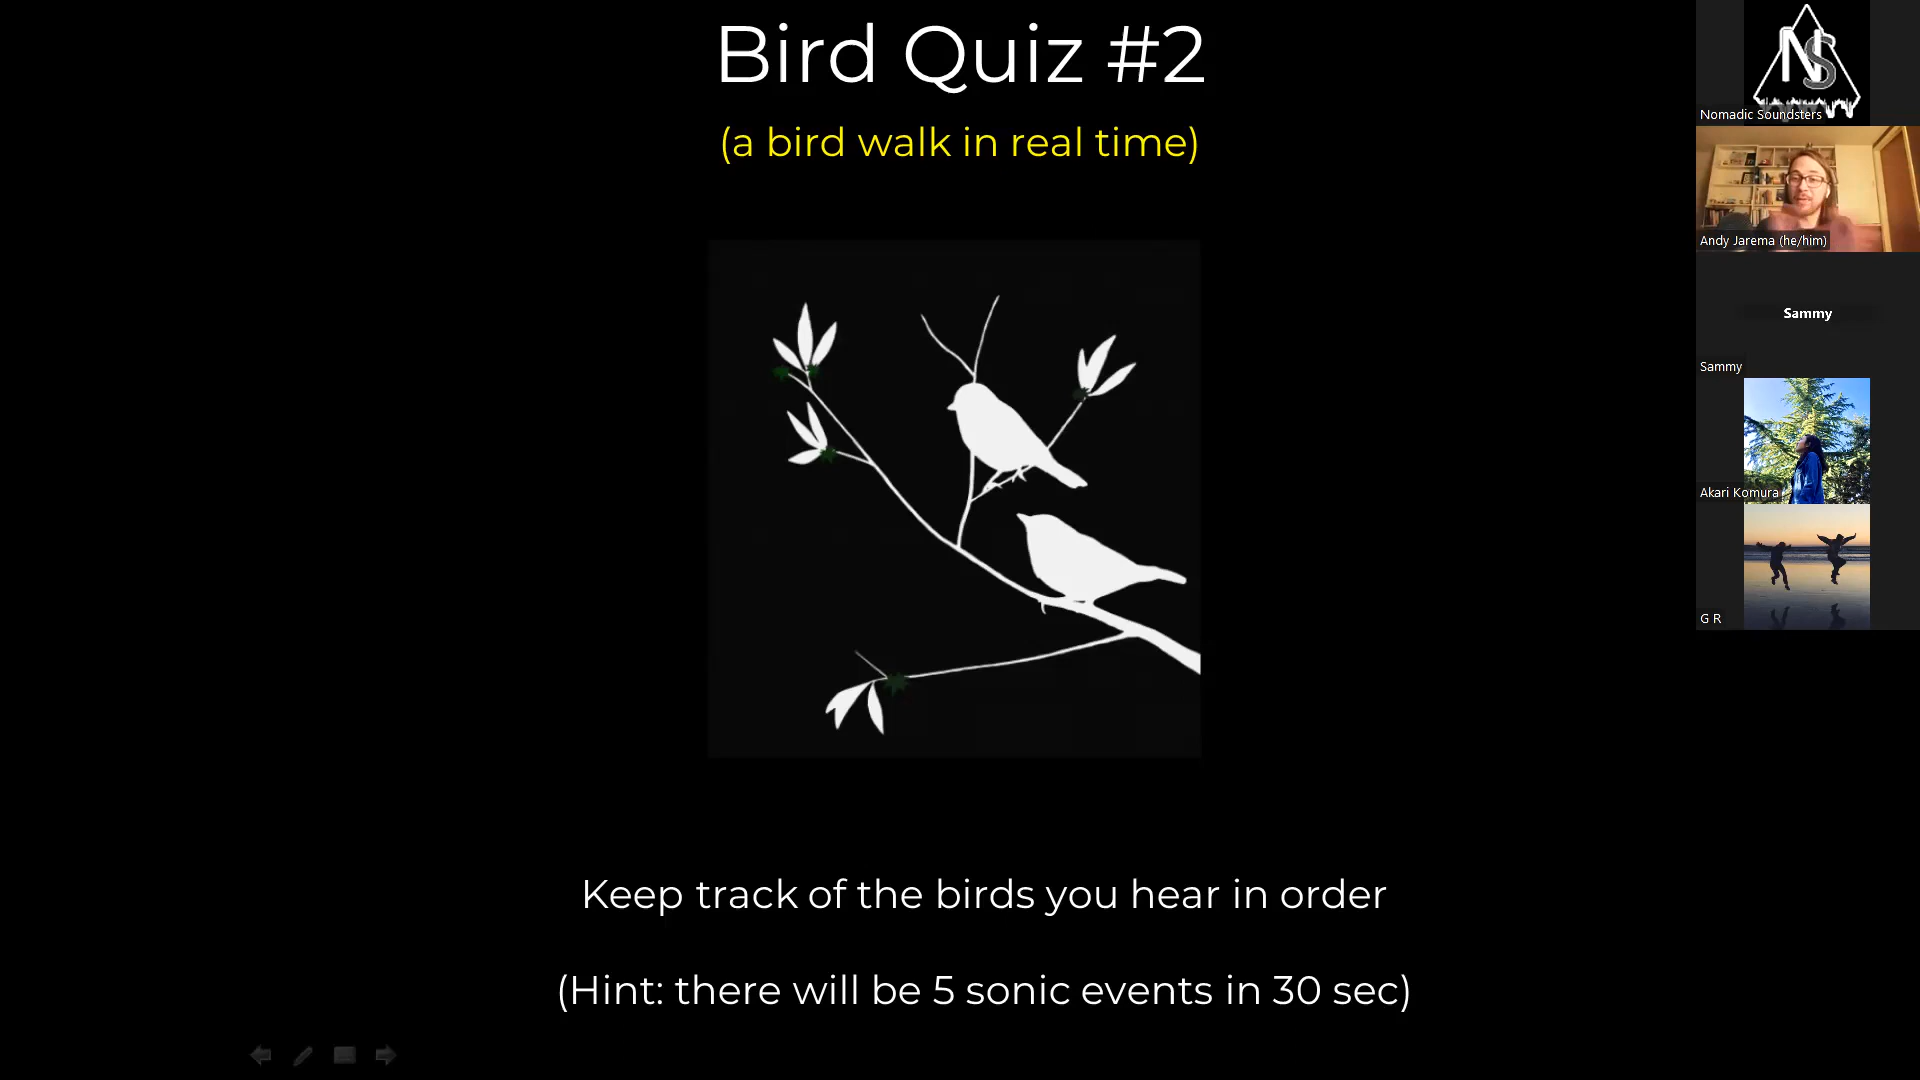 Bird Quiz #2
(a bird walk in real time)
Keep track of the birds you hear in order
(Hint: there will be 5 sonic events in 30 sec)
NS
Nomadic Soundsters
Andy Jarema (he/him)
Sammy
Sammy
Akari Komura
G R